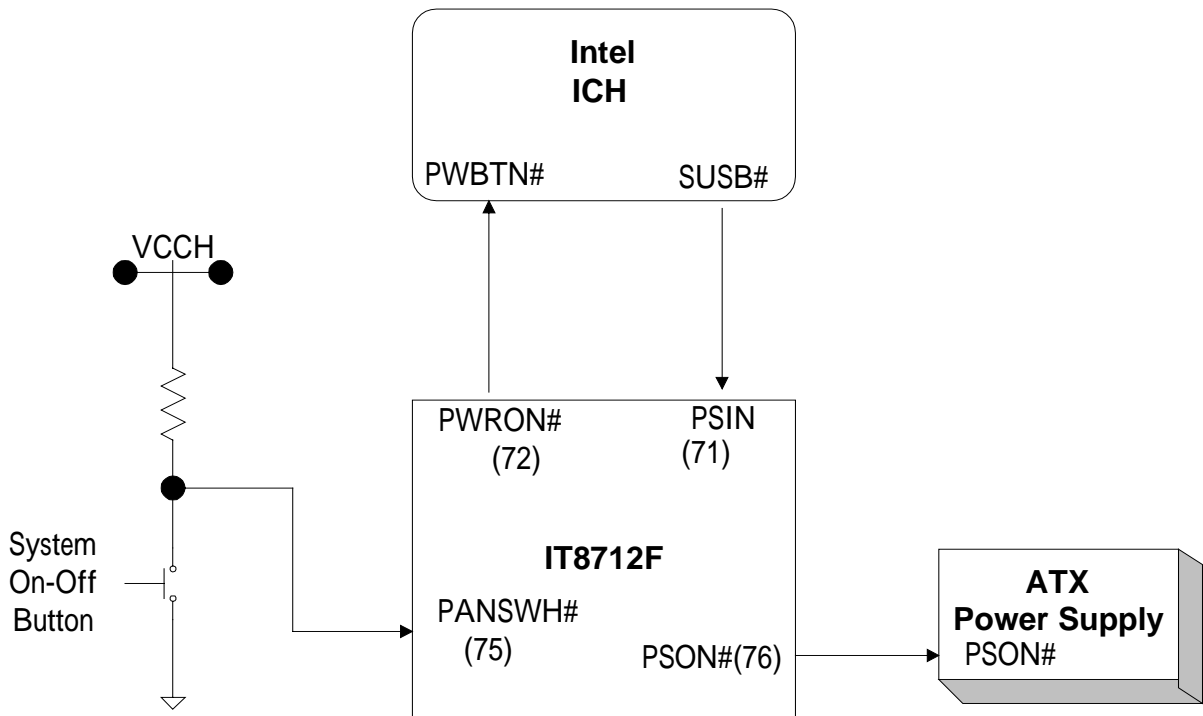 Intel
ICH
PWBTN#
SUSB#
VCCH
PWRON#
(72)
PSIN
(71)
System
On-Off
Button
IT8712F
PANSWH#
(75)
PSON#(76)
ATX
Power Supply
PSON#